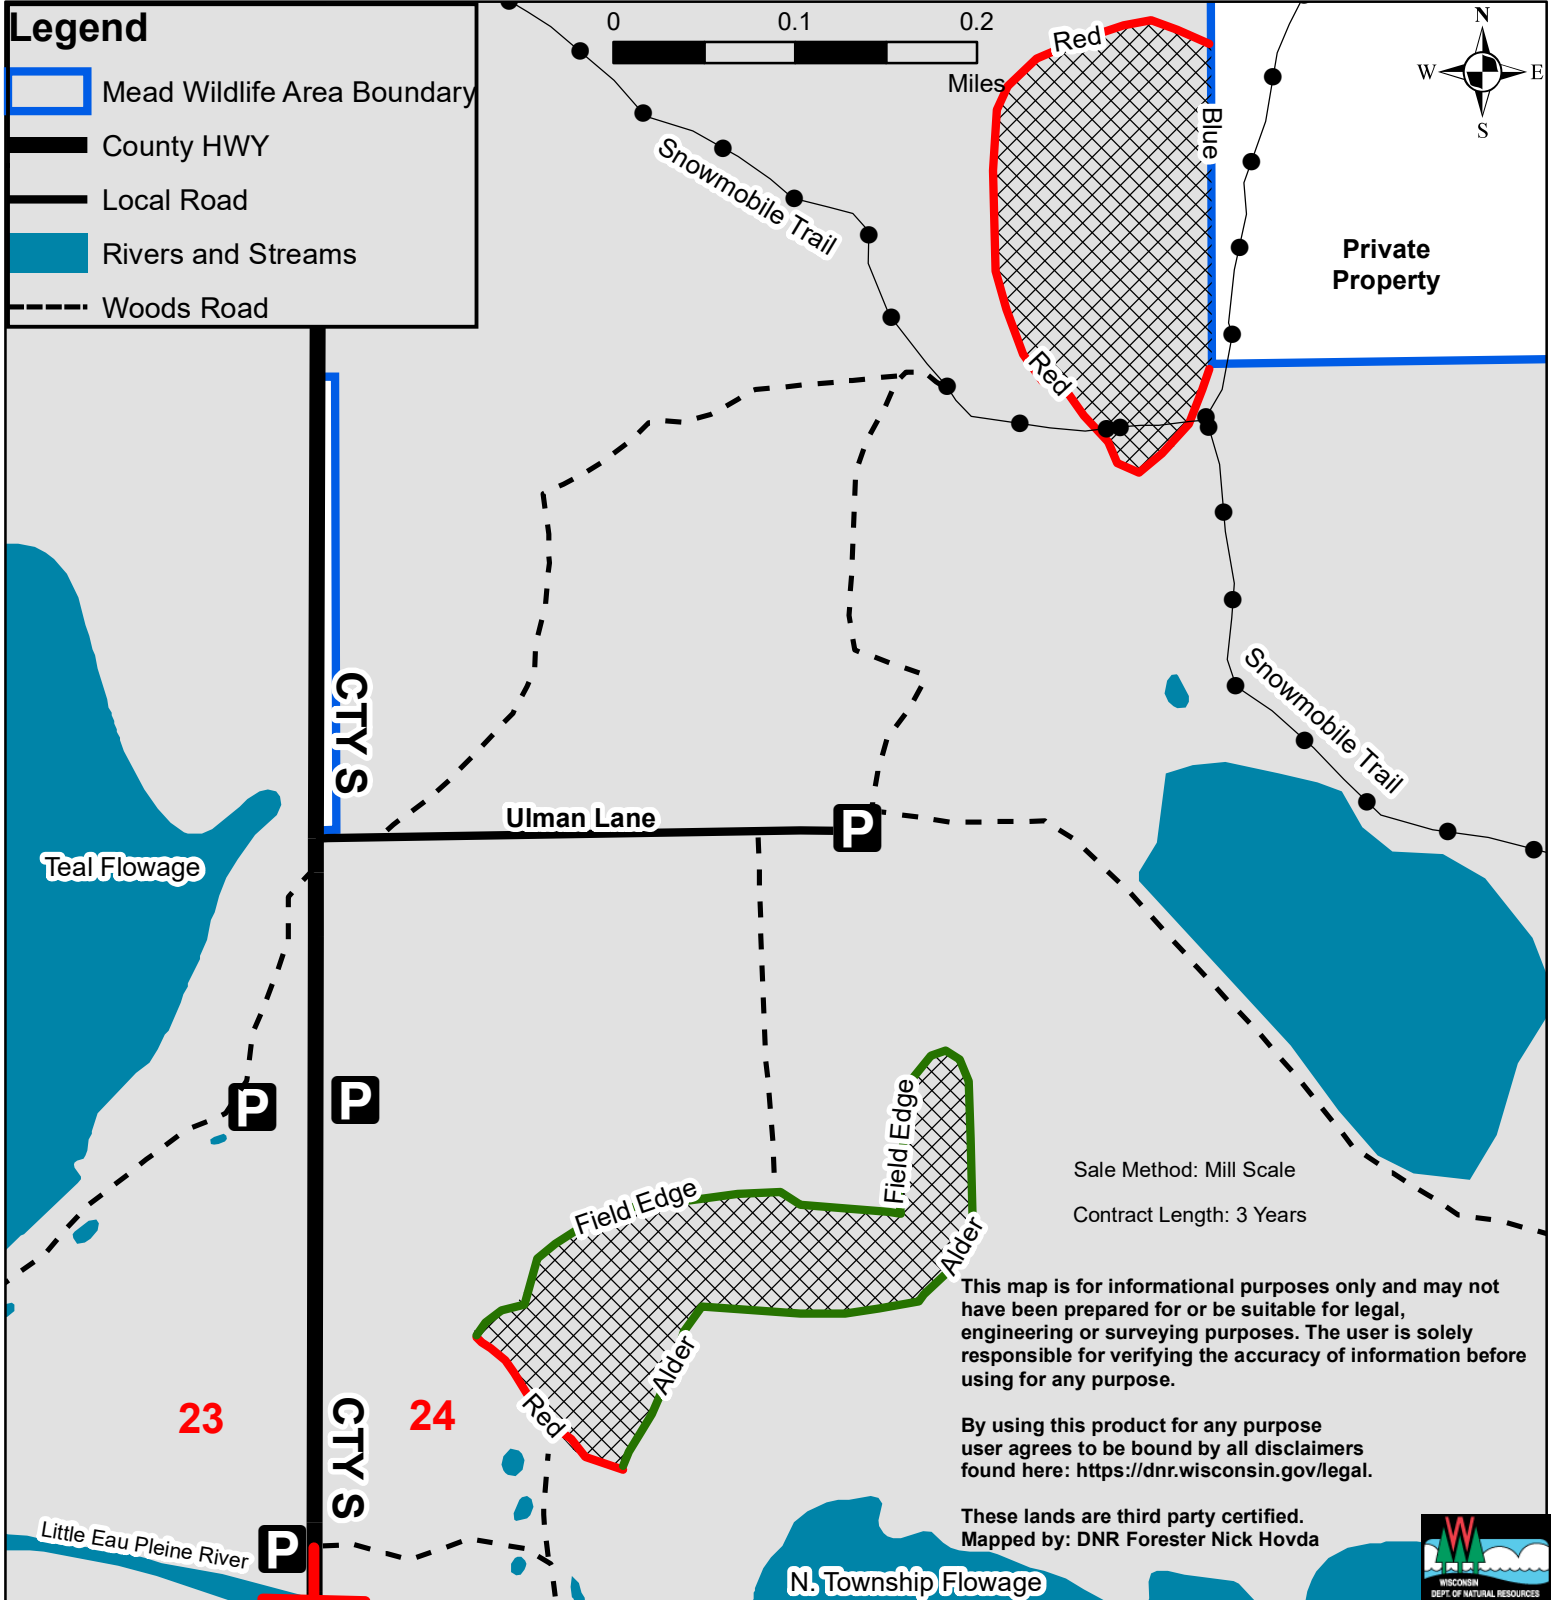 Legend
Mead Wildlife Area Boundary
County HWY
Local Road
Rivers and Streams
Woods Road
0 0.1 0.2
Miles
N
W E
S
Red
Blue
Snowmobile Trail
Private
Property
Red
CTY S
Snowmobile Trail
Ulman Lane
P
Teal Flowage
P
P
Field Edge
Field Edge
Alder
Sale Method: Mill Scale
Contract Length: 3 Years
This map is for informational purposes only and may not
have been prepared for or be suitable for legal,
engineering or surveying purposes. The user is solely
responsible for verifying the accuracy of information before
using for any purpose.
Alder
Red
23
24
CTY S
By using this product for any purpose
user agrees to be bound by all disclaimers
found here: https://dnr.wisconsin.gov/legal.
These lands are third party certified.
Mapped by: DNR Forester Nick Hovda
Little Eau Pleine River
P
N. Township Flowage
W
WISCONSIN
DEPT. OF NATURAL RESOURCES